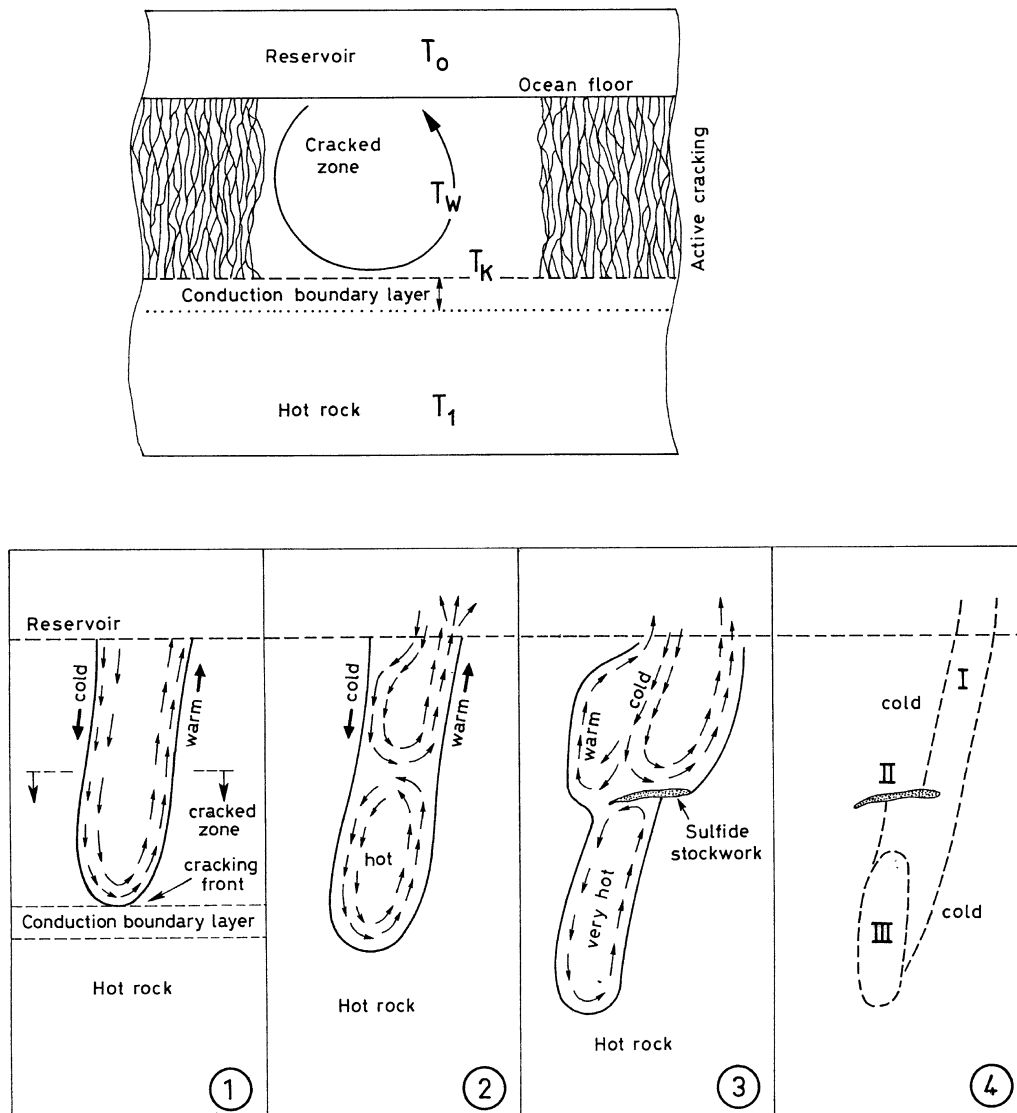 Reservoir T₀
Ocean floor
Cracked
zone
T_W
T_K
Active cracking
Conduction boundary layer
Hot rock T₁
Reservoir
cold
warm
cracked
zone
cracking
front
Conduction boundary layer
Hot rock
1
cold
warm
hot
Hot rock
2
warm
cold
Sulfide
stockwork
very hot
Hot rock
3
I
cold
II
cold
III
4